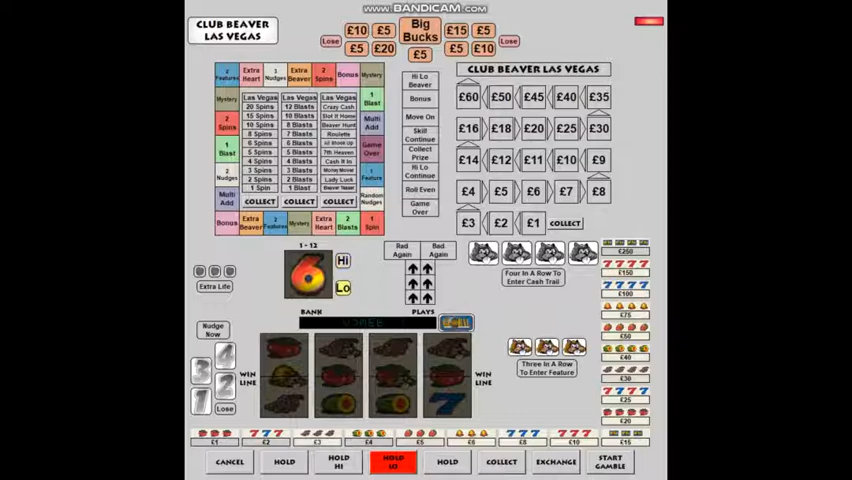 WWW.BANDICAM.COM
CLUB BEAVER
LAS VEGAS
Lose
£10
£5
£5
£20
Big
Bucks
£5
£15
£5
£5
£10
Lose
2 Features
Extra Heart
3 Nudges
Extra Beaver
2 Spins
Bonus
Mystery
Mystery
2 Spins
1 Blast
2 Nudges
Multi Add
1 Blast
Multi Add
Game Over
1 Feature
Random Nudges
Bonus
Extra Beaver
2 Features
Mystery
Extra Heart
2 Blasts
1 Spin
Las Vegas
20 Spins
15 Spins
10 Spins
8 Spins
6 Spins
5 Spins
4 Spins
3 Spins
2 Spins
1 Spin
COLLECT
Las Vegas
12 Blasts
10 Blasts
8 Blasts
7 Blasts
6 Blasts
5 Blasts
4 Blasts
3 Blasts
2 Blasts
1 Blast
COLLECT
Las Vegas
Crazy Cash
Slot it Home
Beaver Hunt
Roulette
All Shook Up
7th Heaven
Cash It In
Money Mover
Lady Luck
Beaver Teaser
COLLECT
Hi Lo
Beaver
Bonus
Move On
Skill
Continue
Collect
Prize
Hi Lo
Continue
Roll Even
Game
Over
CLUB BEAVER LAS VEGAS
£60 £50 £45 £40 £35
£16 £18 £20 £25 £30
£14 £12 £11 £10 £9
£4 £5 £6 £7 £8
£3 £2 £1 COLLECT
1 - 12
6
Hi
Lo
Rad
Again
Bad
Again
Extra Life
Four In A Row To
Enter Cash Trail
£250
£150
£100
£75
£50
£40
£30
£25
£20
£15
BANK
PLAYS
Nudge
Now
4
3
2
1
Lose
WIN
LINE
WIN
LINE
Three In A Row
To Enter Feature
£1 £2 £3 £4 £5 £6 £8 £10
CANCEL
HOLD
HOLD
HI
HOLD
LO
HOLD
COLLECT
EXCHANGE
START
GAMBLE